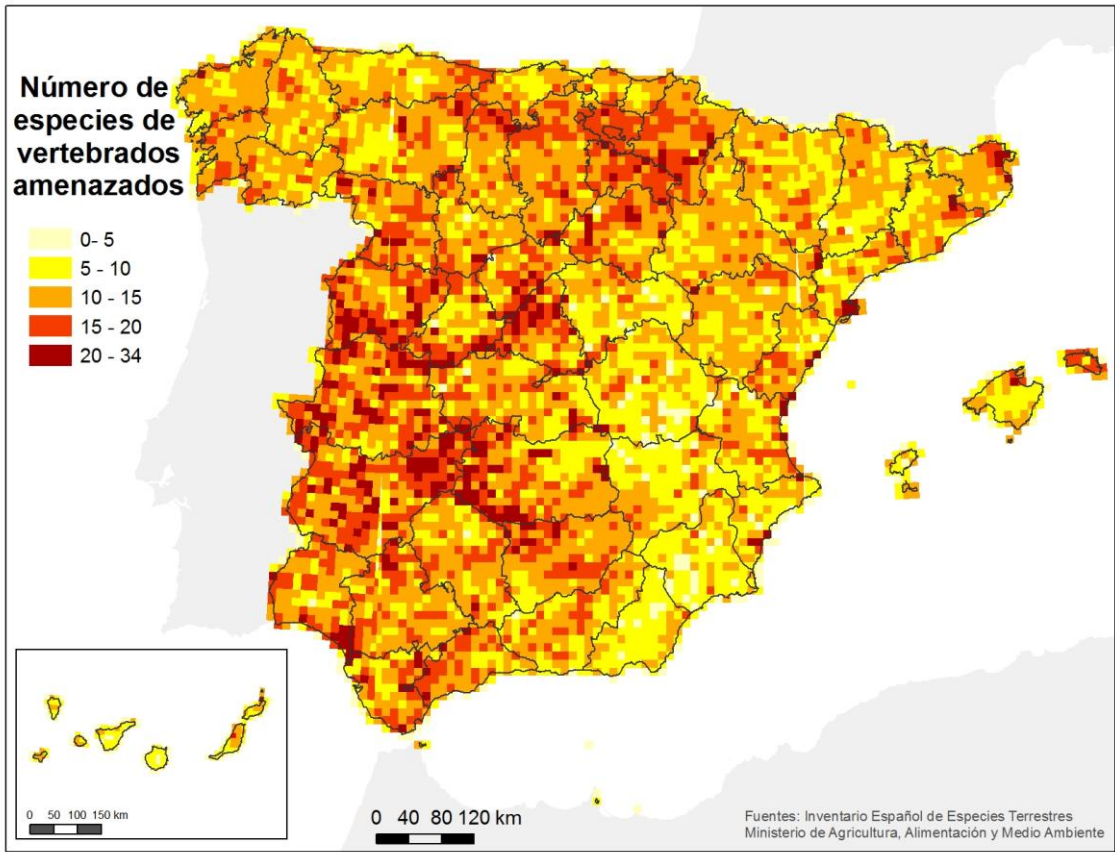 Número de
especies de
vertebrados
amenazados
0- 5
5 - 10
10 - 15
15 - 20
20 - 34
0 50 100 150 km
0 40 80 120 km
Fuentes: Inventario Español de Especies Terrestres
Ministerio de Agricultura, Alimentación y Medio Ambiente